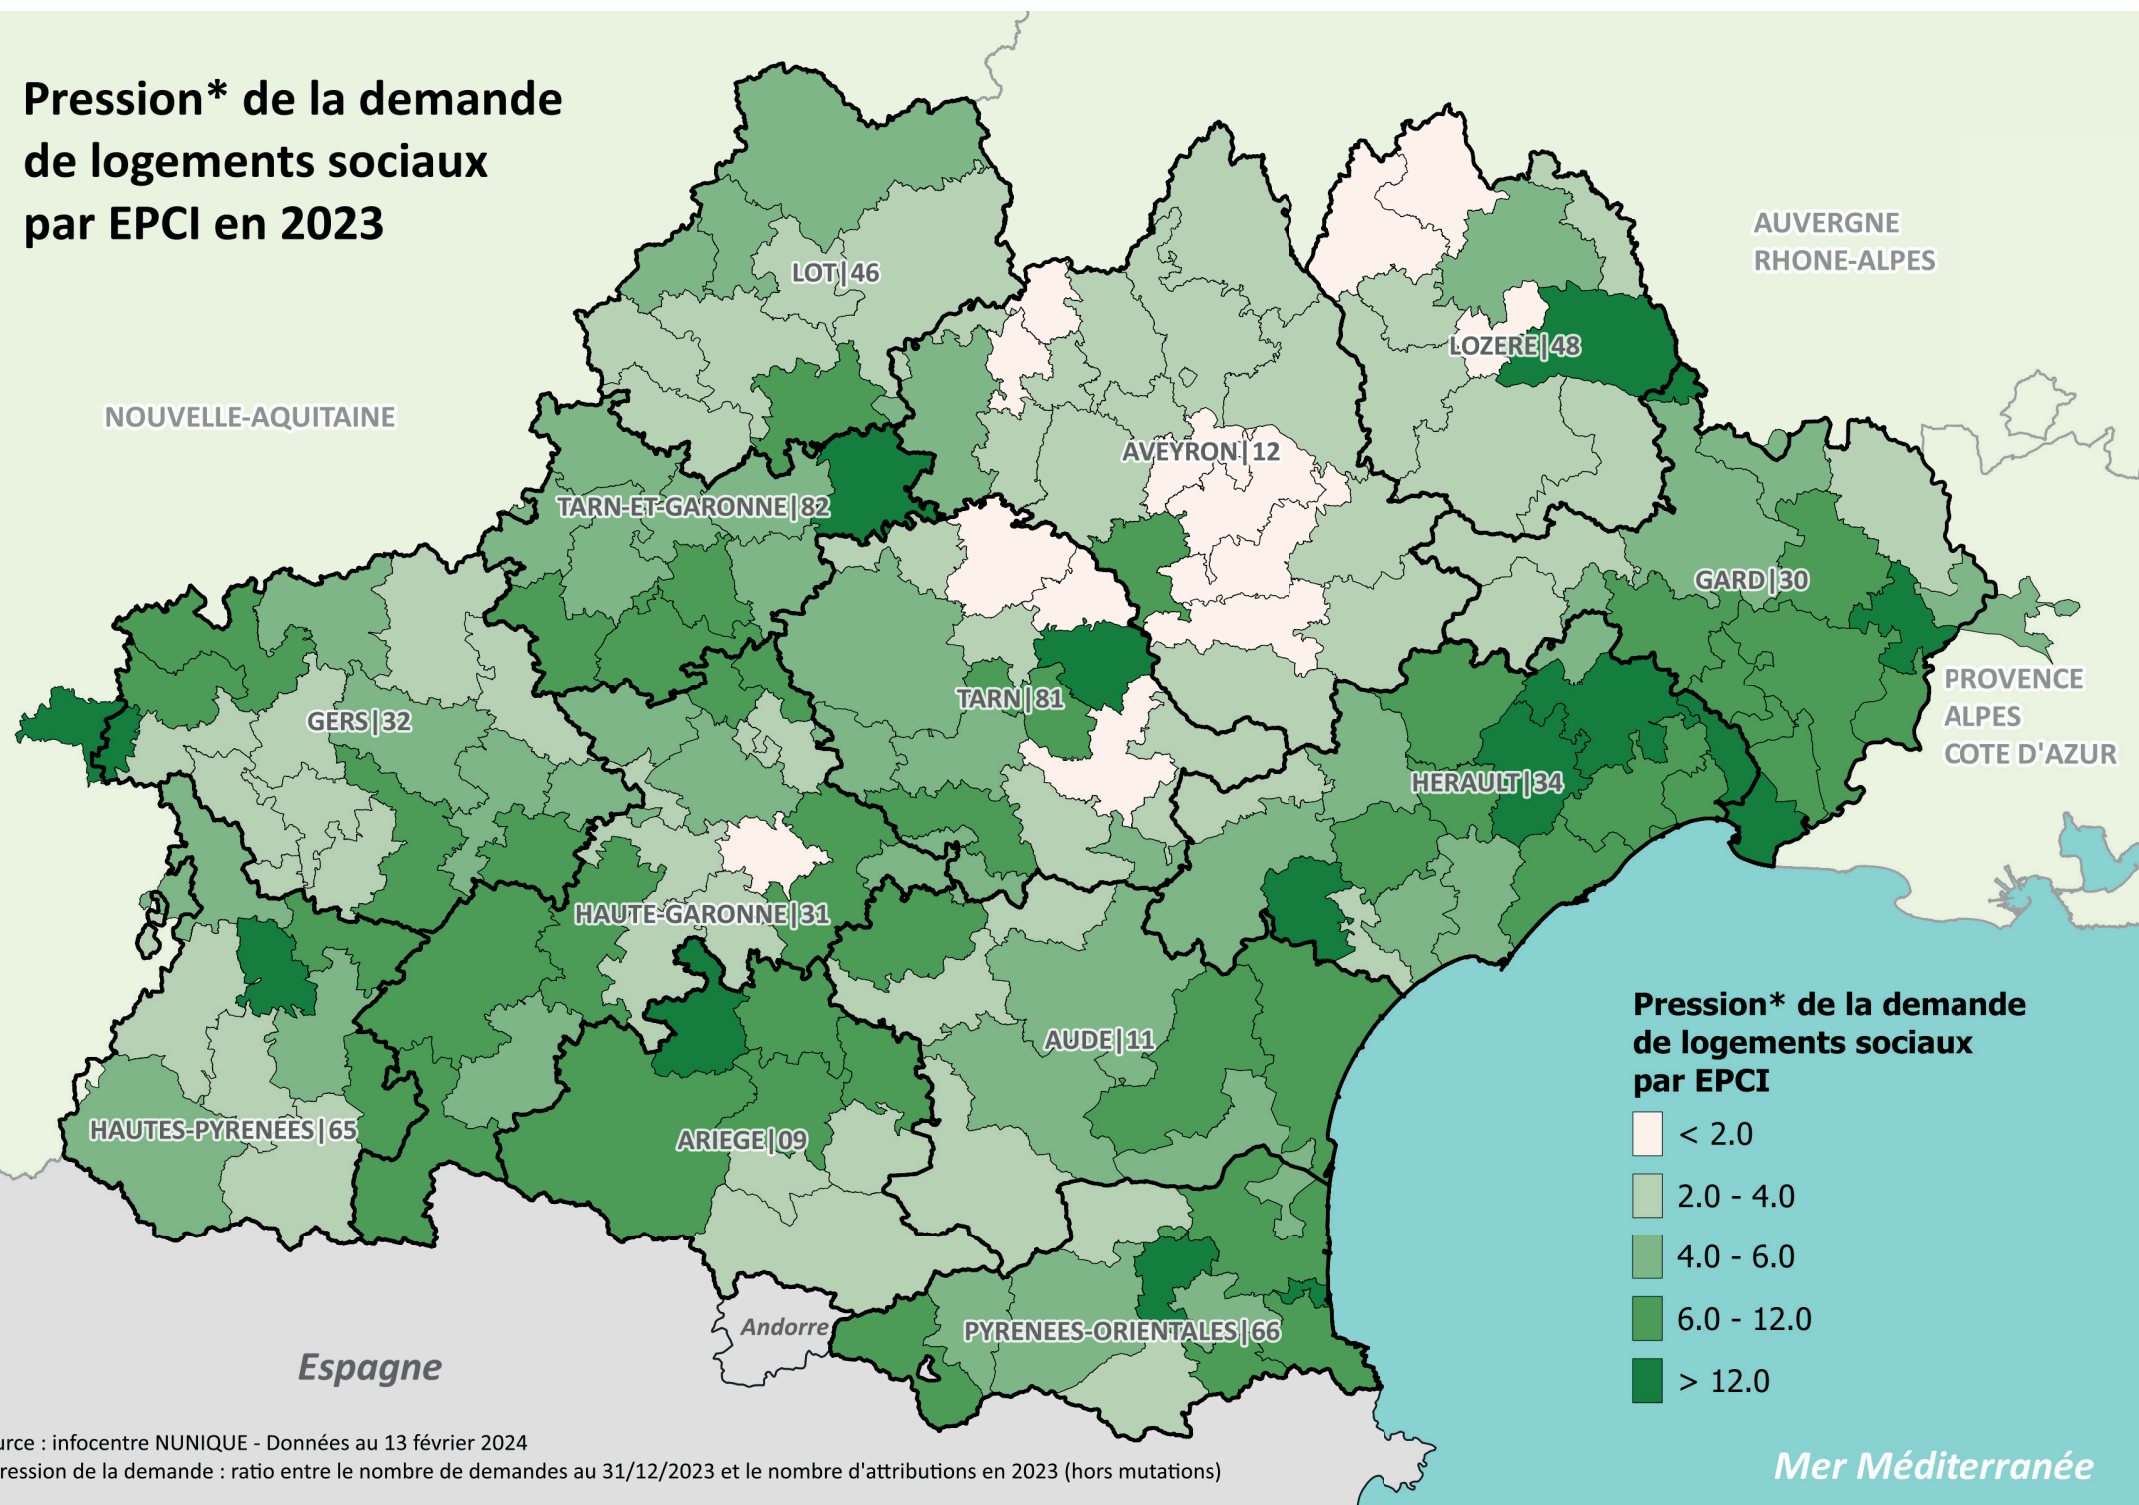 Pression* de la demande
de logements sociaux
par EPCI en 2023
AUVERGNE
RHONE-ALPES
LOT|46
LOZERE|48
NOUVELLE-AQUITAINE
AVEYRON|12
TARN-ET-GARONNE|82
GARD|30
PROVENCE
ALPES
COTE D'AZUR
TARN|81
GERS|32
HERAULT|34
HAUTE-GARONNE|31
AUDE|11
HAUTES-PYRENEES|65
ARIEGE|09
PYRENEES-ORIENTALES|66
Andorre
Espagne
Pression* de la demande
de logements sociaux
par EPCI
< 2.0
2.0 - 4.0
4.0 - 6.0
6.0 - 12.0
> 12.0
Mer Méditerranée
urce : infocentre NUNIQUE - Données au 13 février 2024
ression de la demande : ratio entre le nombre de demandes au 31/12/2023 et le nombre d'attributions en 2023 (hors mutations)